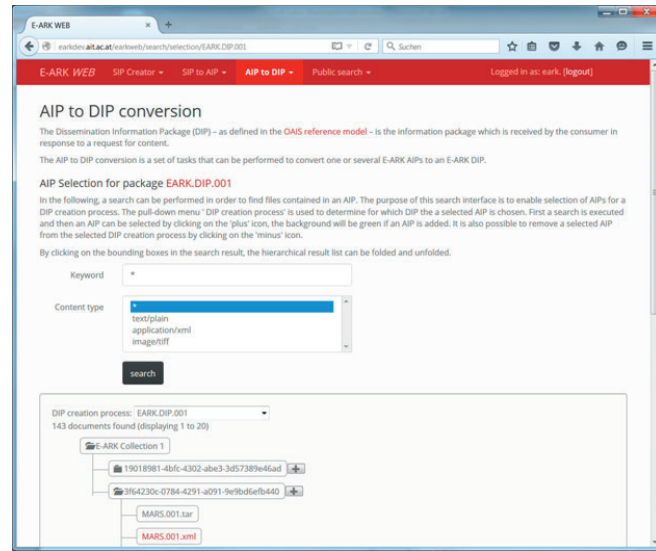 E-ARK WEB
earkdev.ait.ac.at/earkweb/search/selection/EARK.DIP.001
Suchen
E-ARK WEB SIP Creator SIP to AIP AIP to DIP Public search Logged in as: eark. [logout]
AIP to DIP conversion
The Dissemination Information Package (DIP) – as defined in the OAIS reference model – is the information package which is received by the consumer in
response to a request for content.
The AIP to DIP conversion is a set of tasks that can be performed to convert one or several E-ARK AIPs to an E-ARK DIP.
AIP Selection for package EARK.DIP.001
In the following, a search can be performed in order to find files contained in an AIP. The purpose of this search interface is to enable selection of AIPs for a
DIP creation process. The pull-down menu ' DIP creation process' is used to determine for which DIP the a selected AIP is chosen. First a search is executed
and then an AIP can be selected by clicking on the 'plus' icon, the background will be green if an AIP is added. It is also possible to remove a selected AIP
from the selected DIP creation process by clicking on the 'minus' icon.
By clicking on the bounding boxes in the search result, the hierarchical result list can be folded and unfolded.
Keyword *
Content type *
text/plain
application/xml
image/tiff
search
DIP creation process: EARK.DIP.001
143 documents found (displaying 1 to 20)
E-ARK Collection 1
19018981-4bfc-4302-abe3-3d57389e46ad
3f64230c-0784-4291-a091-9e9bd6efb440
MARS.001.tar
MARS.001.xml